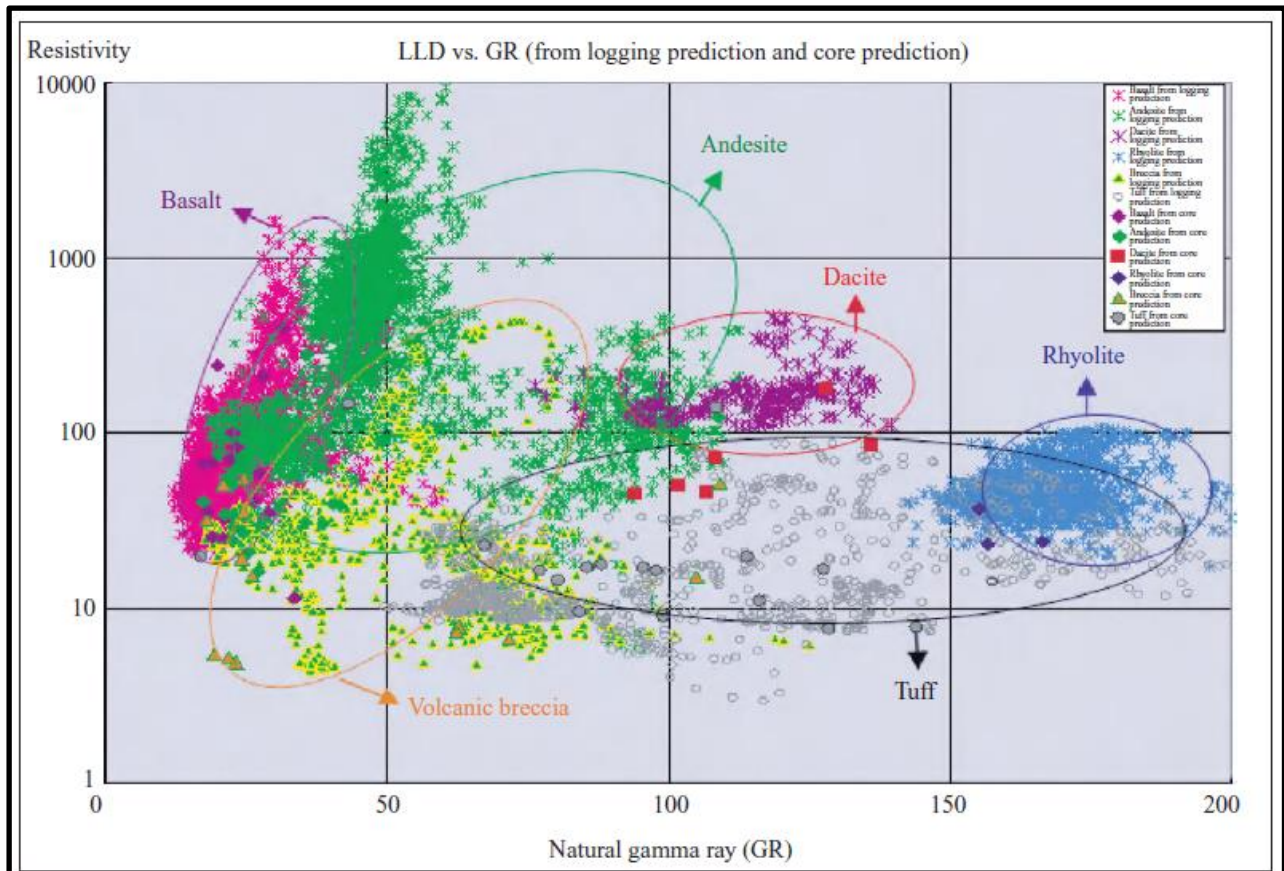 Resistivity
LLD vs. GR (from logging prediction and core prediction)
10000
1000
100
10
1
0
50
100
150
200
Natural gamma ray (GR)
Basalt
Andesite
Dacite
Rhyolite
Volcanic breccia
Tuff
Basalt from logging
prediction
Andesite from
logging prediction
Dacite from
logging prediction
Rhyolite from
logging prediction
Breccia from
logging prediction
Tuff from logging
prediction
Basalt from core
prediction
Andesite from core
prediction
Dacite from core
prediction
Rhyolite from core
prediction
Breccia from core
prediction
Tuff from core
prediction